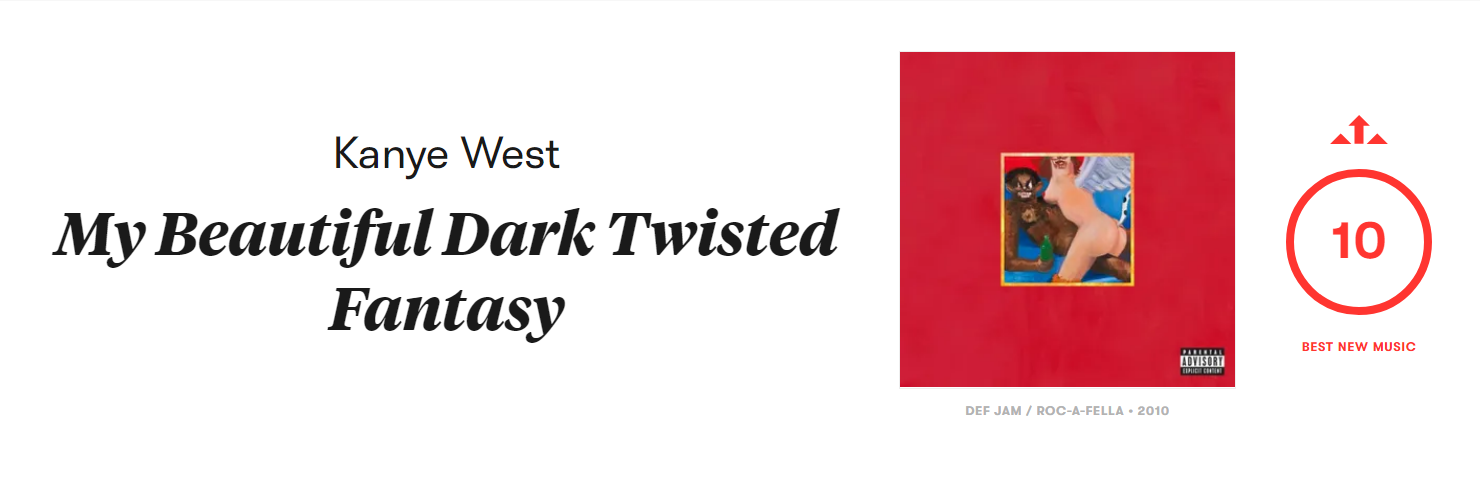 Kanye West
My Beautiful Dark Twisted
Fantasy
10
BEST NEW MUSIC
PARENTAL
ADVISORY
EXPLICIT CONTENT
DEF JAM / ROC-A-FELLA • 2010